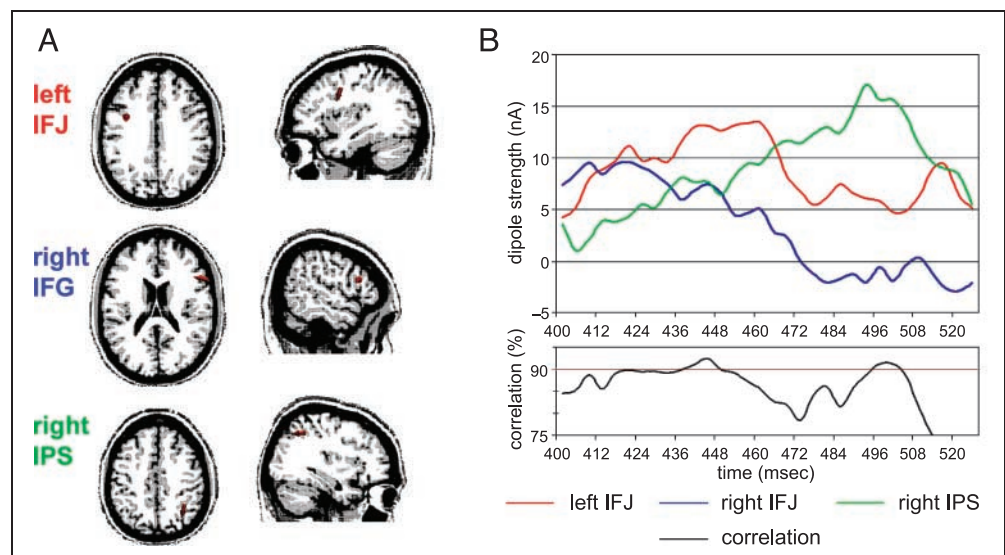 A
left
IFJ
right
IFG
right
IPS
B
dipole strength (nA)
20
15
10
5
0
−5
400 412 424 436 448 460 472 484 496 508 520
correlation (%)
90
75
400 412 424 436 448 460 472 484 496 508 520
time (msec)
left IFJ right IFJ right IPS
correlation